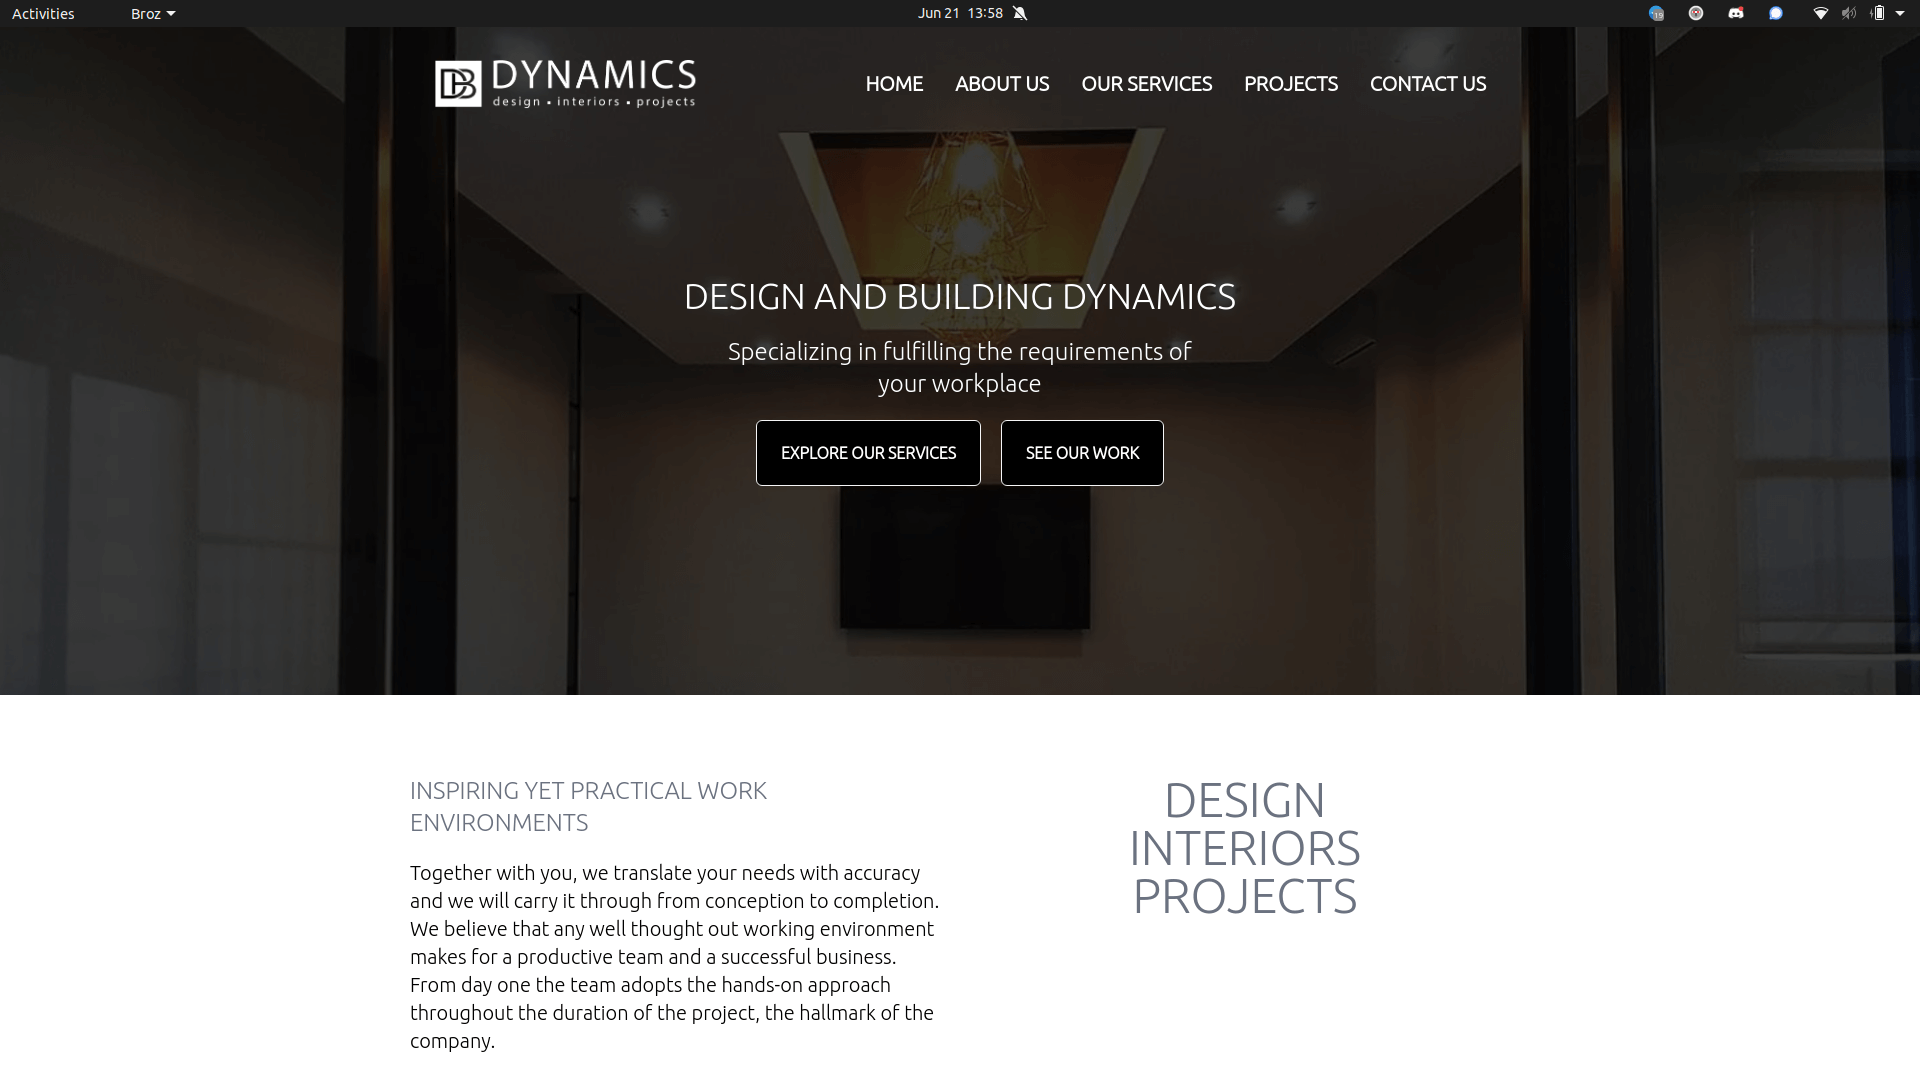 Activities
Broz
Jun 21 13:58
19
DB DYNAMICS
design • interiors • projects
HOME
ABOUT US
OUR SERVICES
PROJECTS
CONTACT US
DESIGN AND BUILDING DYNAMICS
Specializing in fulfilling the requirements of
your workplace
EXPLORE OUR SERVICES
SEE OUR WORK
INSPIRING YET PRACTICAL WORK
ENVIRONMENTS
Together with you, we translate your needs with accuracy
and we will carry it through from conception to completion.
We believe that any well thought out working environment
makes for a productive team and a successful business.
From day one the team adopts the hands-on approach
throughout the duration of the project, the hallmark of the
company.
DESIGN
INTERIORS
PROJECTS